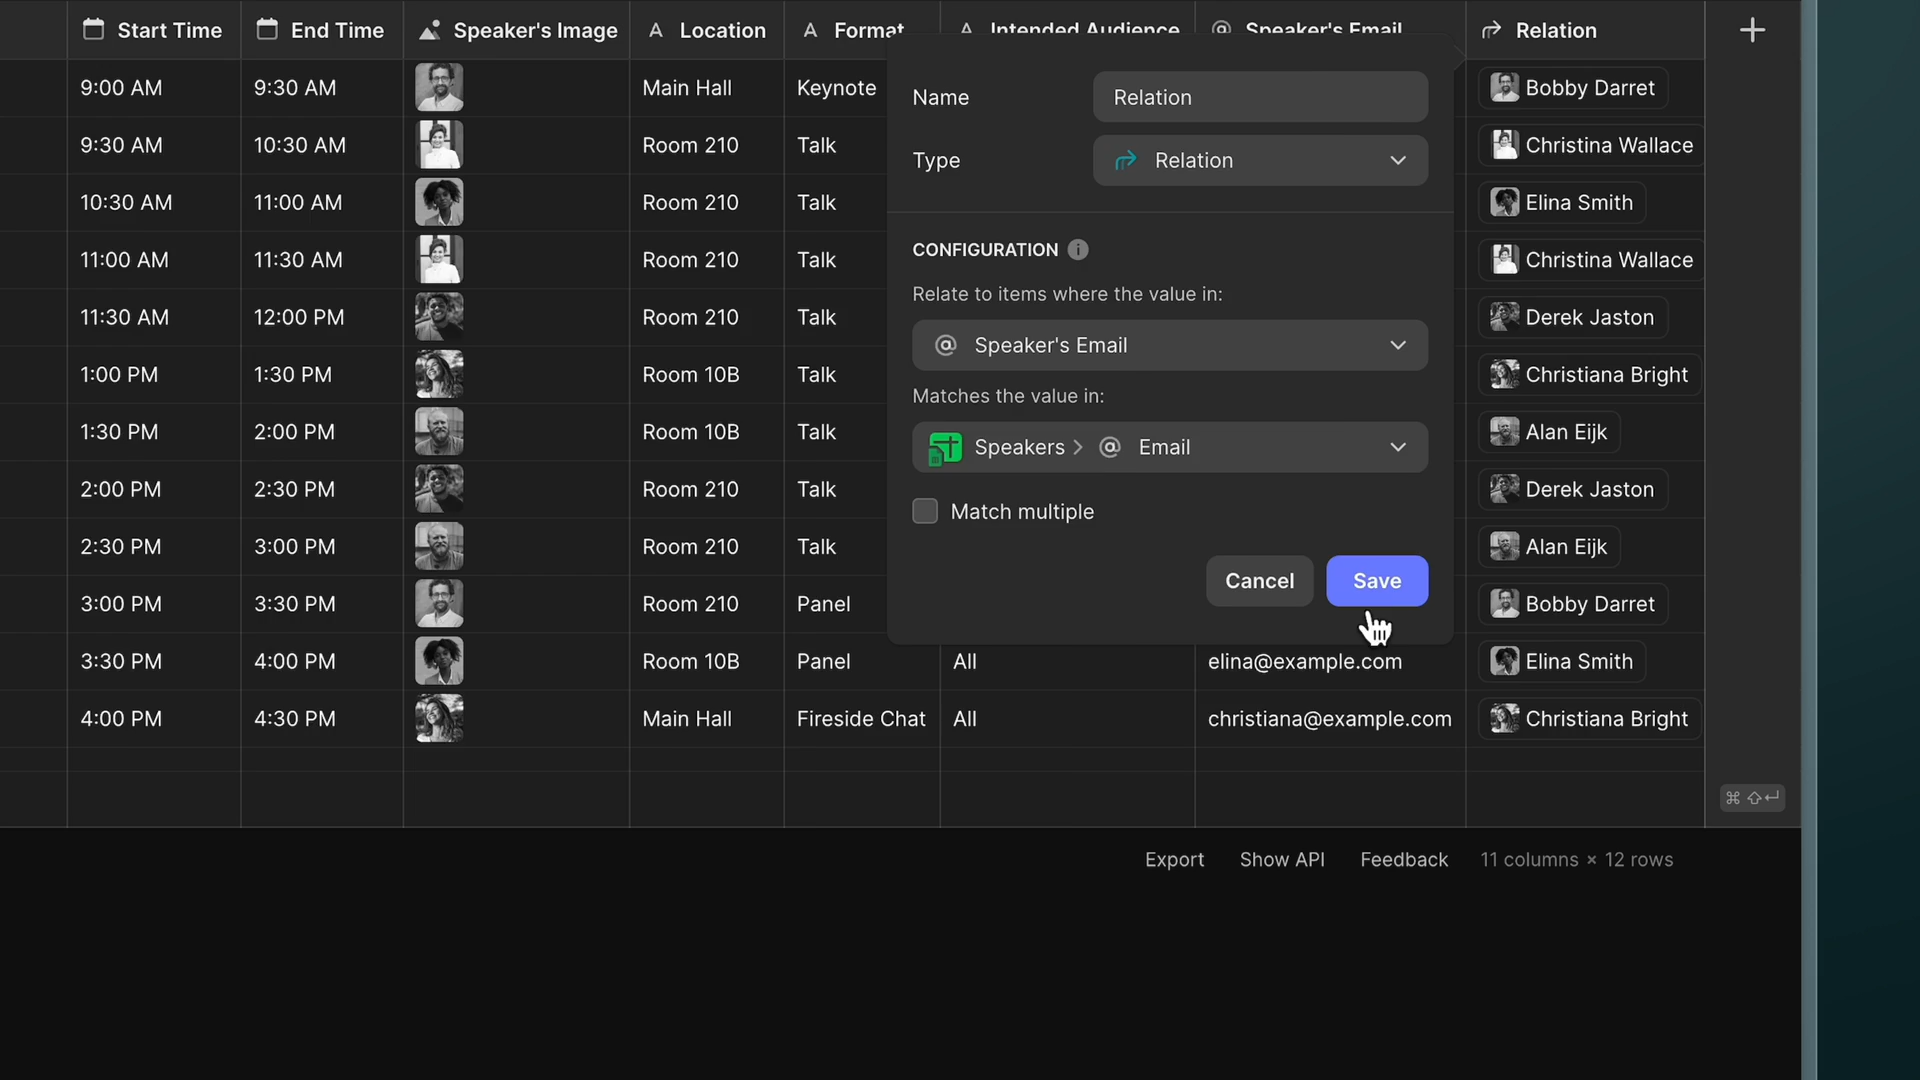 Start Time End Time Speaker's Image Location Format Intended Audience Speaker's Email Relation
9:00 AM 9:30 AM Main Hall Keynote Bobby Darret
9:30 AM 10:30 AM Room 210 Talk Christina Wallace
10:30 AM 11:00 AM Room 210 Talk Elina Smith
11:00 AM 11:30 AM Room 210 Talk Christina Wallace
11:30 AM 12:00 PM Room 210 Talk Derek Jaston
1:00 PM 1:30 PM Room 10B Talk Christiana Bright
1:30 PM 2:00 PM Room 10B Talk Alan Eijk
2:00 PM 2:30 PM Room 210 Talk Derek Jaston
2:30 PM 3:00 PM Room 210 Talk Alan Eijk
3:00 PM 3:30 PM Room 210 Panel Bobby Darret
3:30 PM 4:00 PM Room 10B Panel All elina@example.com Elina Smith
4:00 PM 4:30 PM Main Hall Fireside Chat All christiana@example.com Christiana Bright
Name Relation
Type Relation
CONFIGURATION
Relate to items where the value in:
Speaker's Email
Matches the value in:
Speakers > @ Email
Match multiple
Cancel Save
⌘ ⇧ ↵
Export Show API Feedback 11 columns × 12 rows